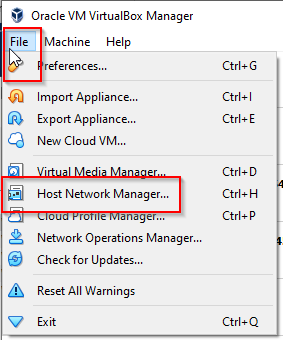 Oracle VM VirtualBox Manager
File Machine Help
Preferences... Ctrl+G
Import Appliance... Ctrl+I
Export Appliance... Ctrl+E
New Cloud VM...
Virtual Media Manager... Ctrl+D
Host Network Manager... Ctrl+H
Cloud Profile Manager... Ctrl+P
Network Operations Manager...
Check for Updates...
Reset All Warnings
Exit Ctrl+Q